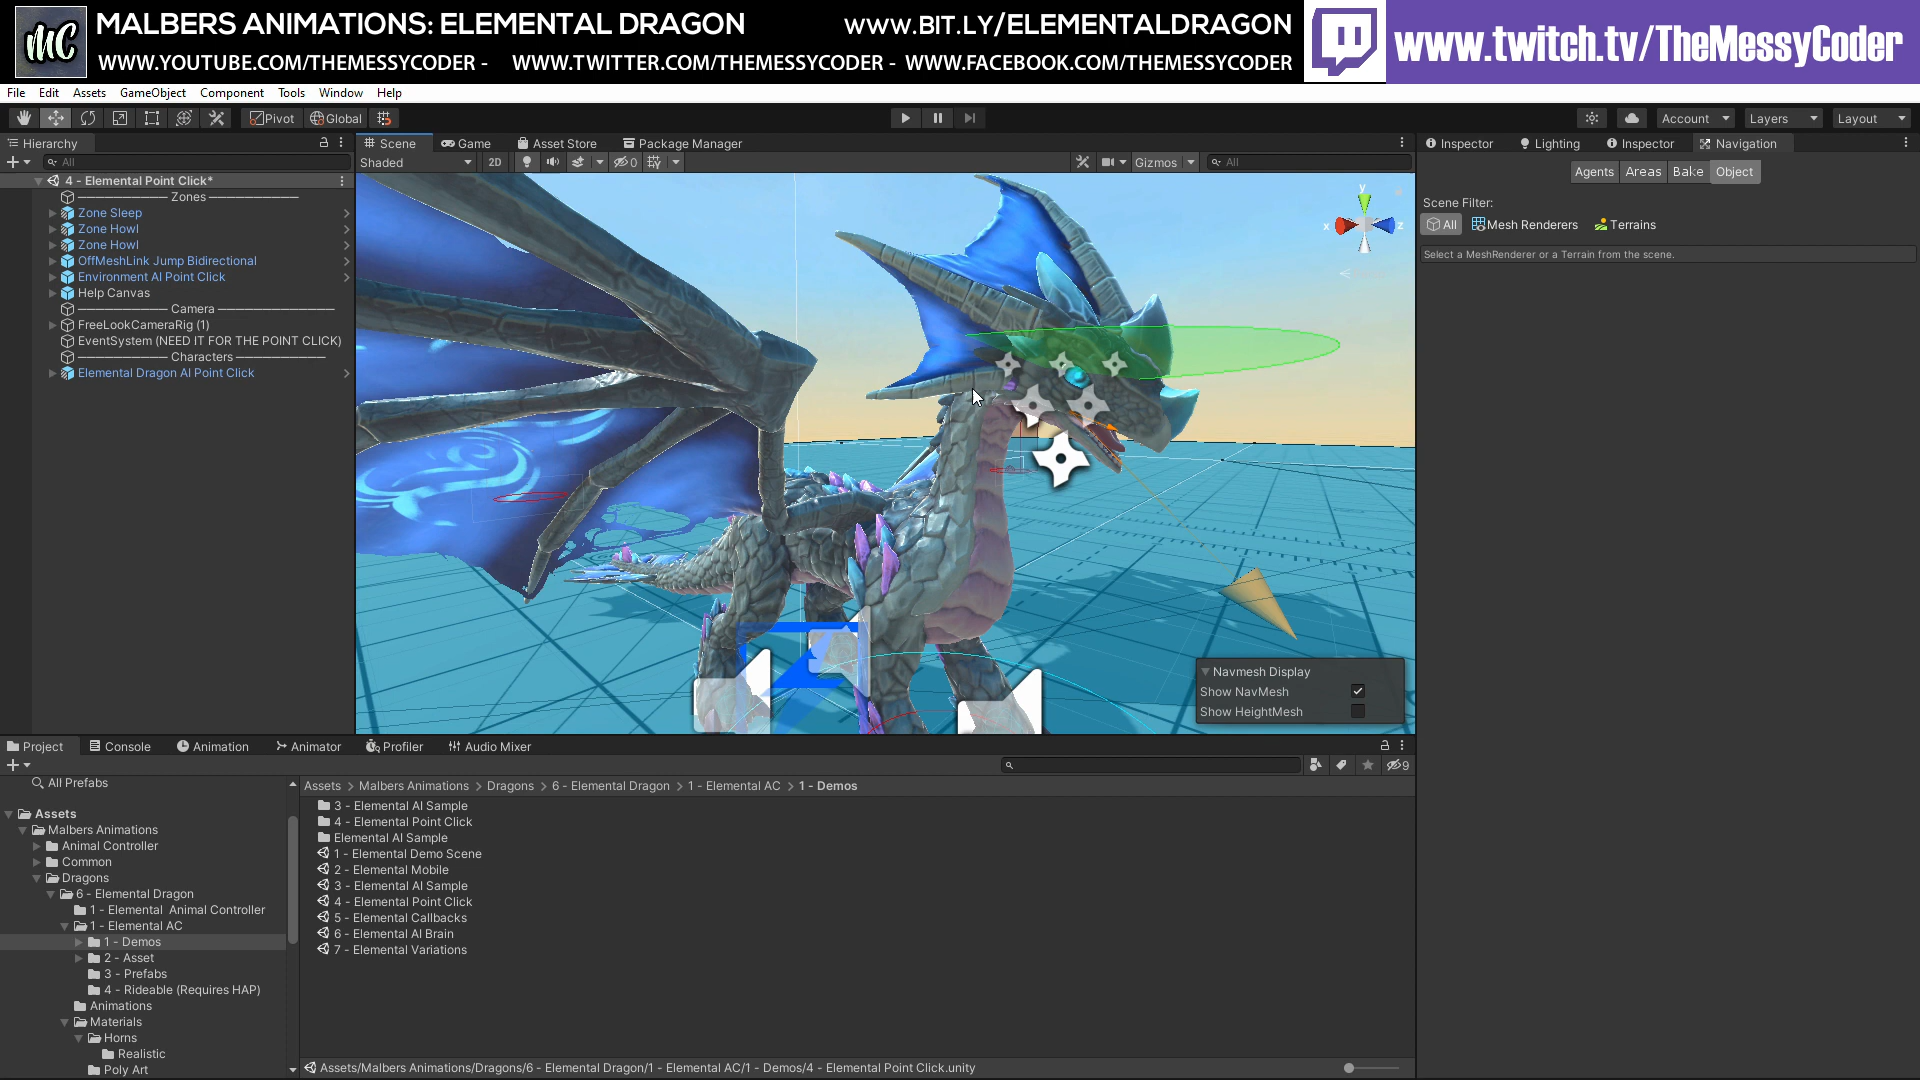 MC
MALBERS ANIMATIONS: ELEMENTAL DRAGON
WWW.BIT.LY/ELEMENTALDRAGON
WWW.YOUTUBE.COM/THEMESSYCODER - WWW.TWITTER.COM/THEMESSYCODER - WWW.FACEBOOK.COM/THEMESSYCODER
www.twitch.tv/TheMessyCoder
File Edit Assets GameObject Component Tools Window Help
Pivot Global
Account Layers Layout
Hierarchy
All
4 - Elemental Point Click*
Zones
Zone Sleep
Zone Howl
Zone Howl
OffMeshLink Jump Bidirectional
Environment AI Point Click
Help Canvas
Camera
FreeLookCameraRig (1)
EventSystem (NEED IT FOR THE POINT CLICK)
Characters
Elemental Dragon AI Point Click
Scene Game Asset Store Package Manager
Shaded 2D 0 Gizmos All
y
x z
Navmesh Display
Show NavMesh
Show HeightMesh
Inspector Lighting Inspector Navigation
Agents Areas Bake Object
Scene Filter:
All Mesh Renderers Terrains
Select a MeshRenderer or a Terrain from the scene.
Project Console Animation Animator Profiler Audio Mixer
9
All Prefabs
Assets
Malbers Animations
Animal Controller
Common
Dragons
6 - Elemental Dragon
1 - Elemental  Animal Controller
1 - Elemental AC
1 - Demos
2 - Asset
3 - Prefabs
4 - Rideable (Requires HAP)
Animations
Materials
Horns
Realistic
Poly Art
Assets > Malbers Animations > Dragons > 6 - Elemental Dragon > 1 - Elemental AC > 1 - Demos
3 - Elemental AI Sample
4 - Elemental Point Click
Elemental AI Sample
1 - Elemental Demo Scene
2 - Elemental Mobile
3 - Elemental AI Sample
4 - Elemental Point Click
5 - Elemental Callbacks
6 - Elemental AI Brain
7 - Elemental Variations
Assets/Malbers Animations/Dragons/6 - Elemental Dragon/1 - Elemental AC/1 - Demos/4 - Elemental Point Click.unity